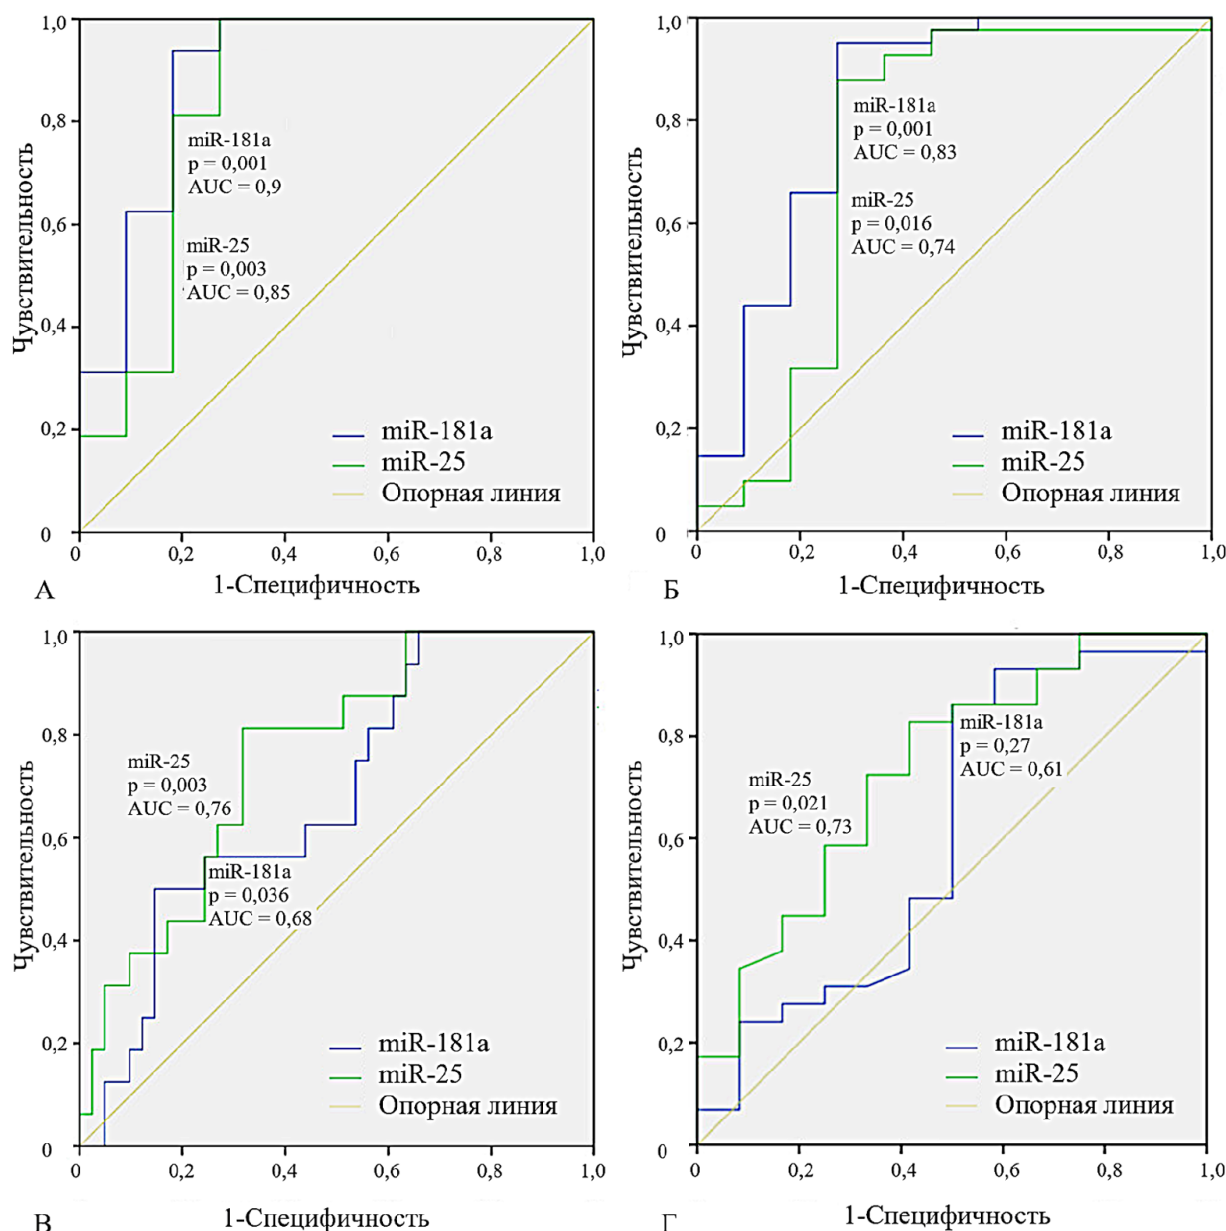 1,0
0,8
0,6
0,4
0,2
0
Чувствительность
miR-181a
p = 0,001
AUC = 0,9
miR-25
p = 0,003
AUC = 0,85
miR-181a
miR-25
Опорная линия
0
0,2
0,4
0,6
0,8
1,0
1-Специфичность
А
1,0
0,8
0,6
0,4
0,2
0
Чувствительность
miR-181a
p = 0,001
AUC = 0,83
miR-25
p = 0,016
AUC = 0,74
miR-181a
miR-25
Опорная линия
0
0,2
0,4
0,6
0,8
1,0
1-Специфичность
Б
1,0
0,8
0,6
0,4
0,2
0
Чувствительность
miR-25
p = 0,003
AUC = 0,76
miR-181a
p = 0,036
AUC = 0,68
miR-181a
miR-25
Опорная линия
0
0,2
0,4
0,6
0,8
1,0
1-Специфичность
В
1,0
0,8
0,6
0,4
0,2
0
Чувствительность
miR-181a
p = 0,27
AUC = 0,61
miR-25
p = 0,021
AUC = 0,73
miR-181a
miR-25
Опорная линия
0
0,2
0,4
0,6
0,8
1,0
1-Специфичность
Г